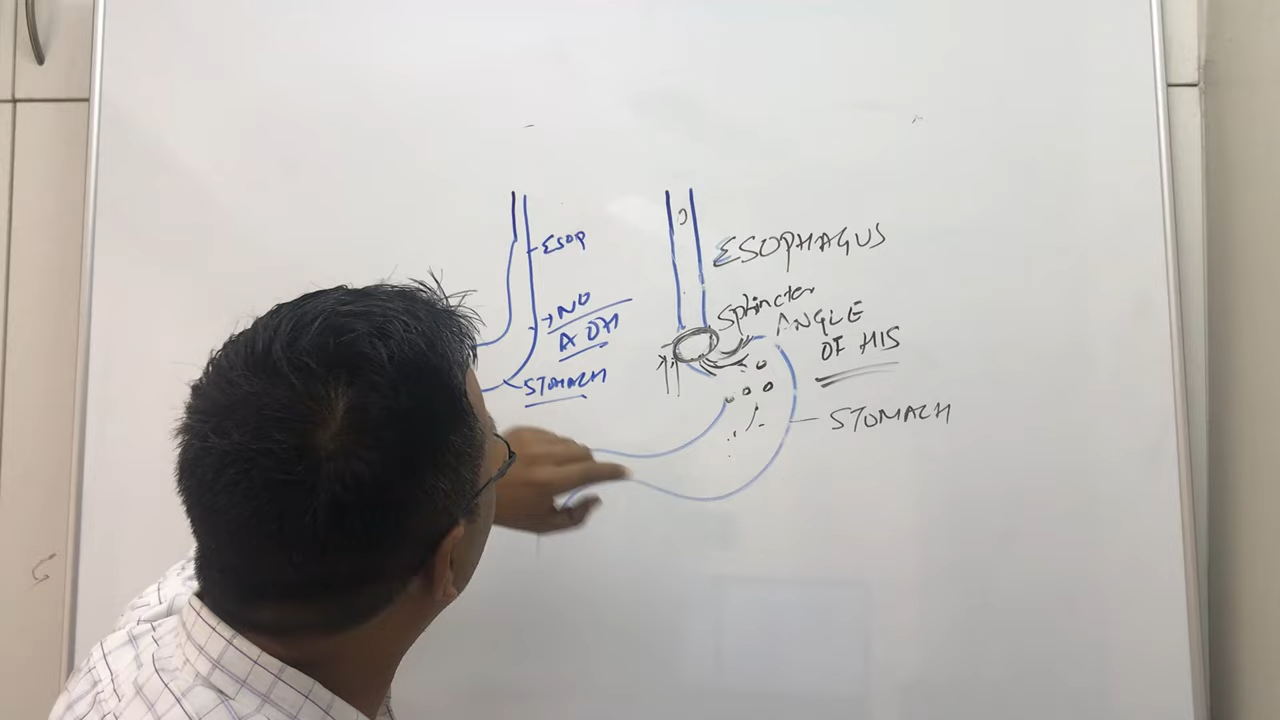 ESOP
NO
A OH
STOMACH
ESOPHAGUS
Sphincter
ANGLE
OF HIS
STOMACH